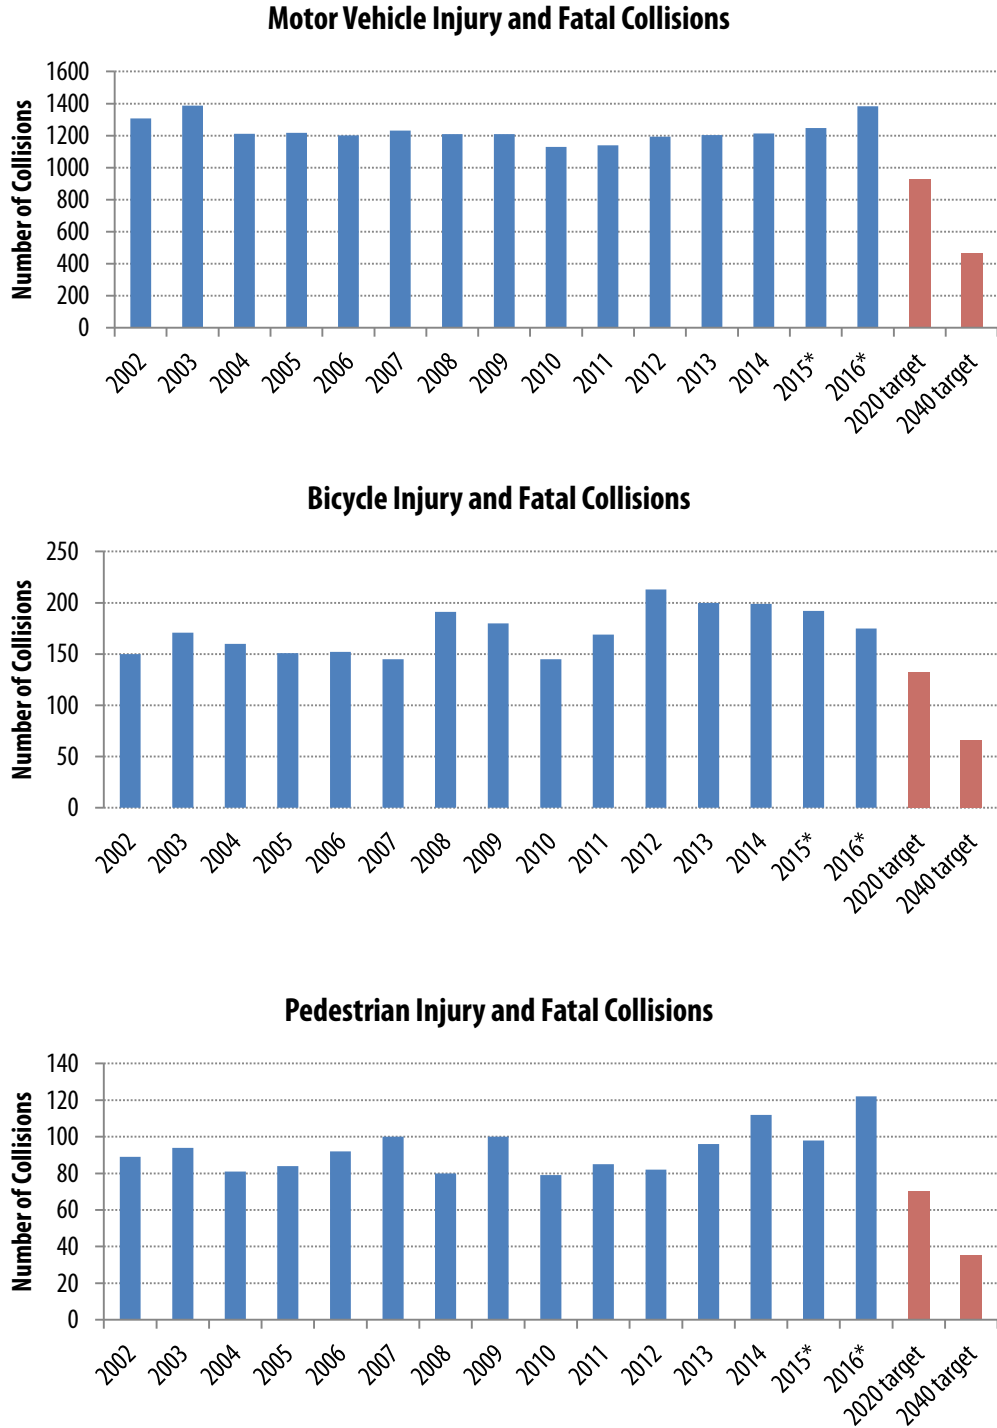 Motor Vehicle Injury and Fatal Collisions
Number of Collisions
1600
1400
1200
1000
800
600
400
200
0
2002 2003 2004 2005 2006 2007 2008 2009 2010 2011 2012 2013 2014 2015* 2016* 2020 target 2040 target
Bicycle Injury and Fatal Collisions
Number of Collisions
250
200
150
100
50
0
2002 2003 2004 2005 2006 2007 2008 2009 2010 2011 2012 2013 2014 2015* 2016* 2020 target 2040 target
Pedestrian Injury and Fatal Collisions
Number of Collisions
140
120
100
80
60
40
20
0
2002 2003 2004 2005 2006 2007 2008 2009 2010 2011 2012 2013 2014 2015* 2016* 2020 target 2040 target